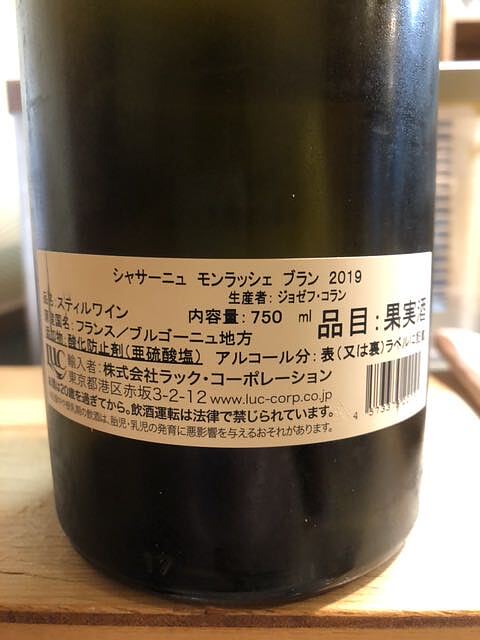 シャサーニュ モンラッシェ ブラン 2019
生産者: ジョゼフ・コラン
品名: スティルワイン
内容量: 750 ml
品目: 果実酒
原産国名: フランス/ブルゴーニュ地方
添加物: 酸化防止剤(亜硫酸塩) アルコール分: 表(又は裏)ラベルに記載
LUC
輸入者: 株式会社ラック・コーポレーション
東京都港区赤坂3-2-12 www.luc-corp.co.jp
飲酒は20歳を過ぎてから。飲酒運転は法律で禁じられています。
妊娠中や授乳期の飲酒は、胎児・乳児の発育に悪影響を与えるおそれがあります。